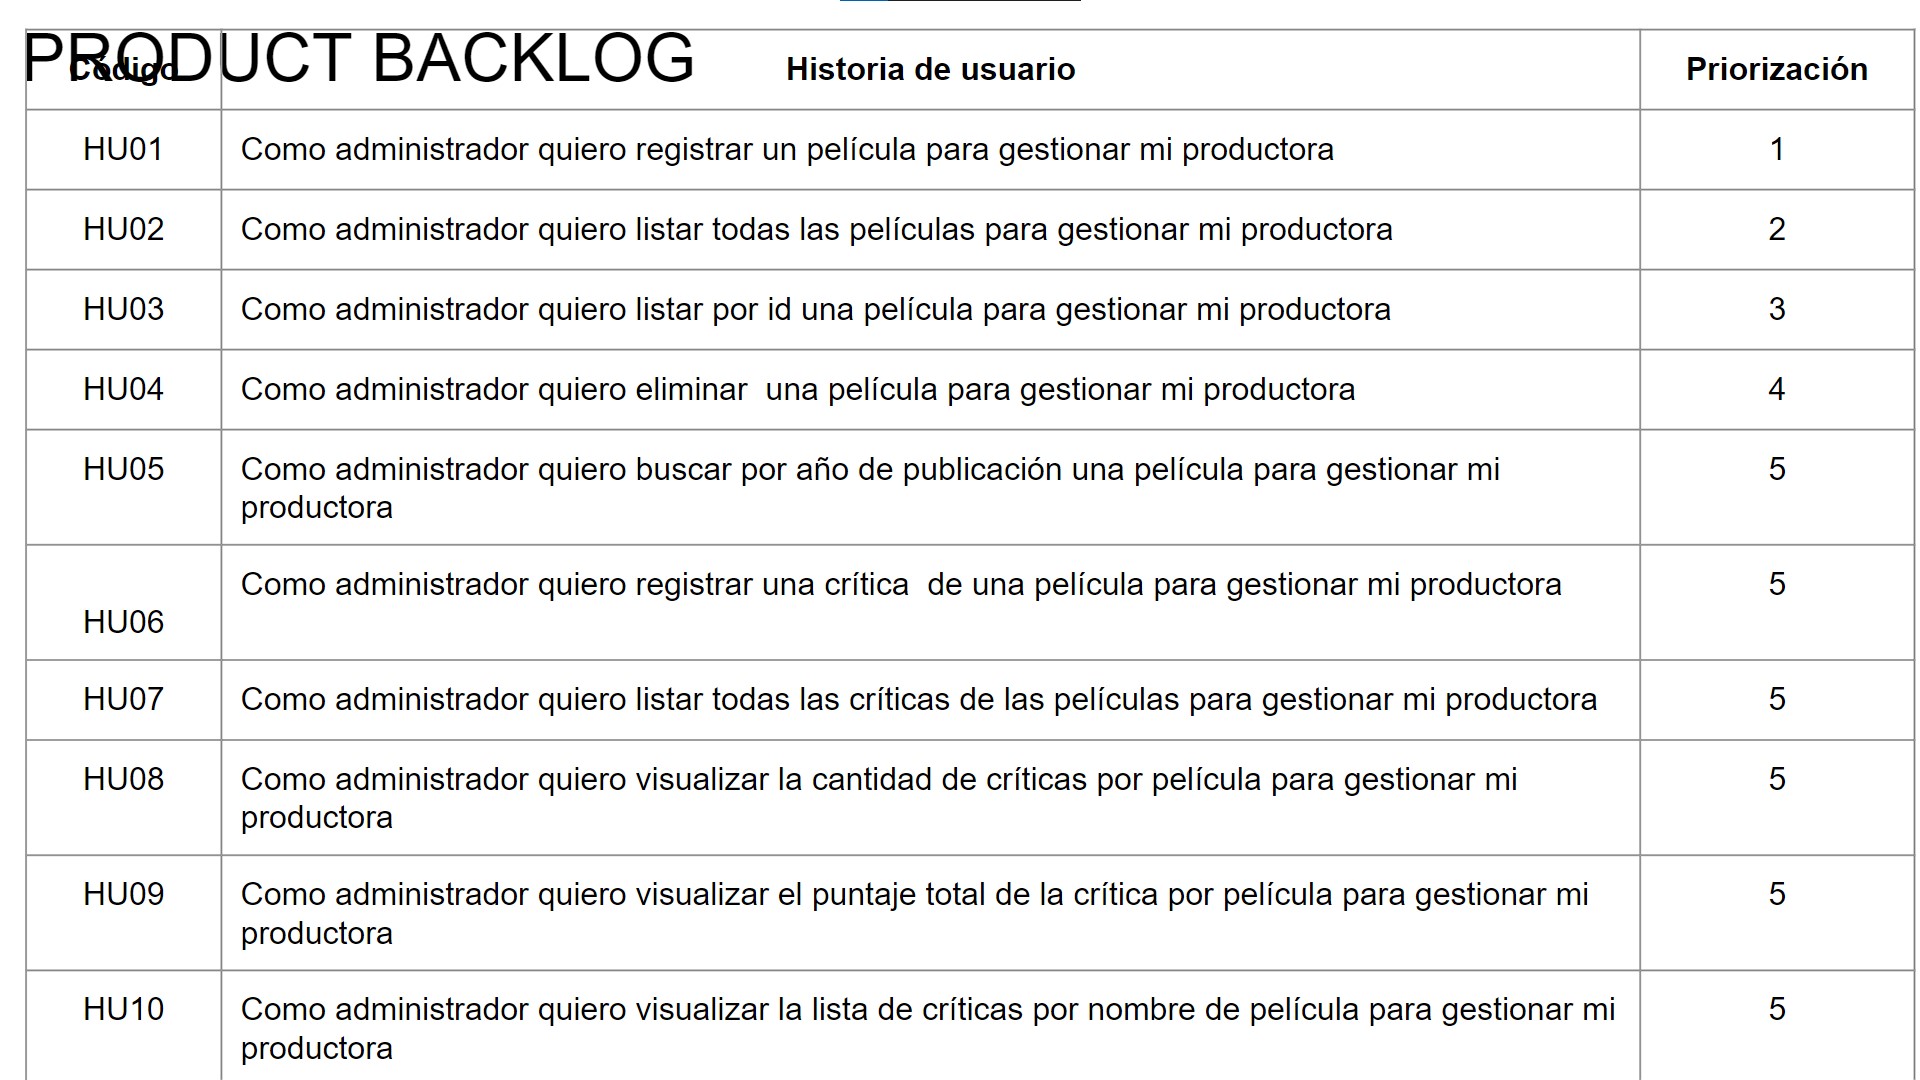 PRODUCT BACKLOG
Código Historia de usuario Priorización
HU01 Como administrador quiero registrar un película para gestionar mi productora 1
HU02 Como administrador quiero listar todas las películas para gestionar mi productora 2
HU03 Como administrador quiero listar por id una película para gestionar mi productora 3
HU04 Como administrador quiero eliminar  una película para gestionar mi productora 4
HU05 Como administrador quiero buscar por año de publicación una película para gestionar mi 5
productora
Como administrador quiero registrar una crítica  de una película para gestionar mi productora 5
HU06
HU07 Como administrador quiero listar todas las críticas de las películas para gestionar mi productora 5
HU08 Como administrador quiero visualizar la cantidad de críticas por película para gestionar mi 5
productora
HU09 Como administrador quiero visualizar el puntaje total de la crítica por película para gestionar mi 5
productora
HU10 Como administrador quiero visualizar la lista de críticas por nombre de película para gestionar mi 5
productora